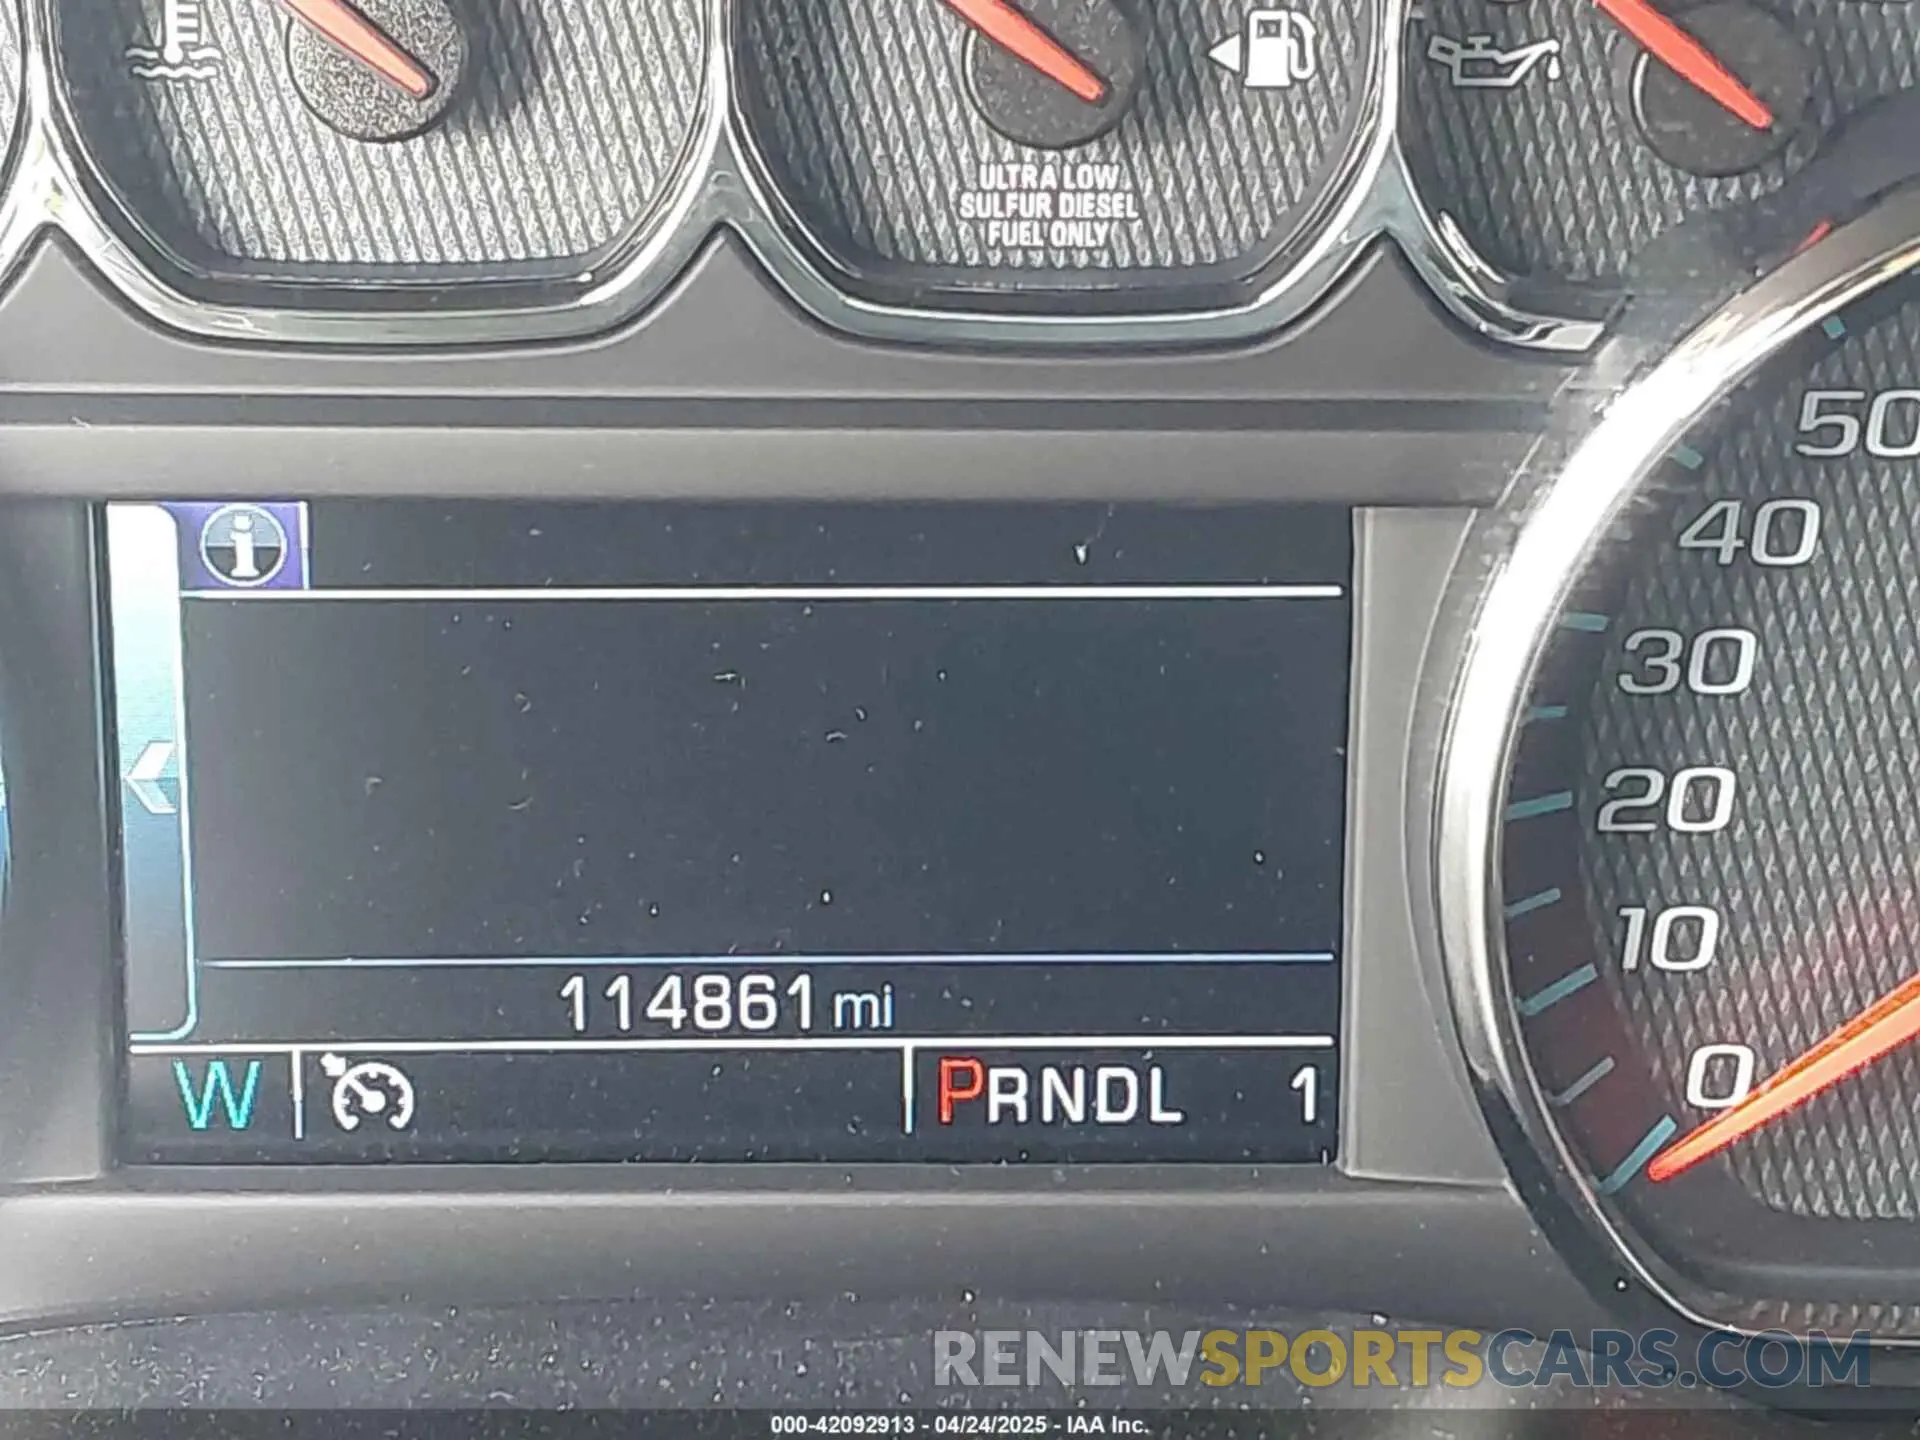 ULTRA LOW
SULFUR DIESEL
FUEL ONLY
i
50
40
30
20
10
0
114861 mi
W
PRNDL 1
RENEWSPORTSCARS.COM
000-42092913 - 04/24/2025 - IAA Inc.